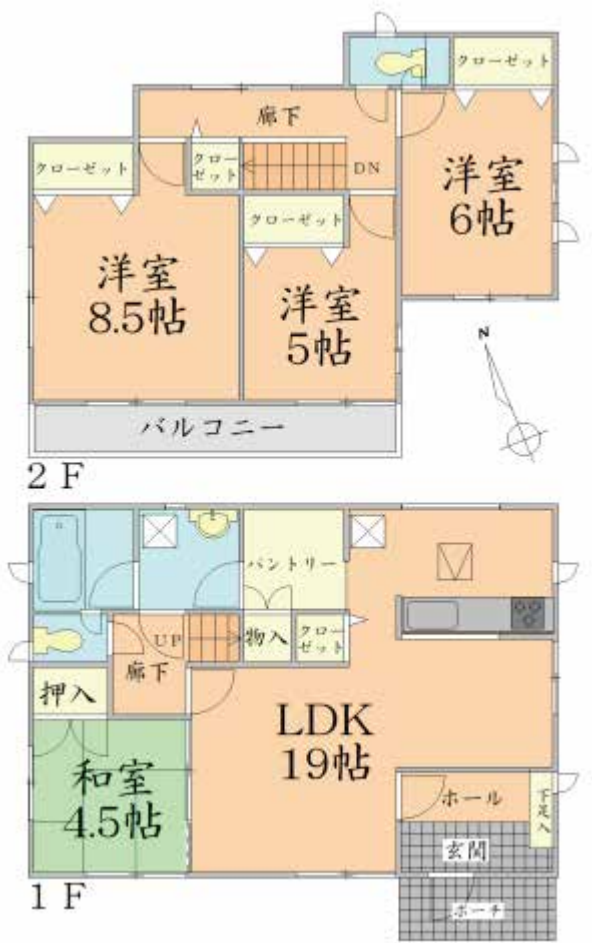 クローゼット
廊下
クローゼット
クロー
ゼット
DN
洋室
6帖
クローゼット
洋室
8.5帖
洋室
5帖
N
バルコニー
2F
パントリー
UP
物入
クロー
ゼット
廊下
押入
LDK
19帖
和室
4.5帖
ホール
下足入
玄関
ポーチ
1F